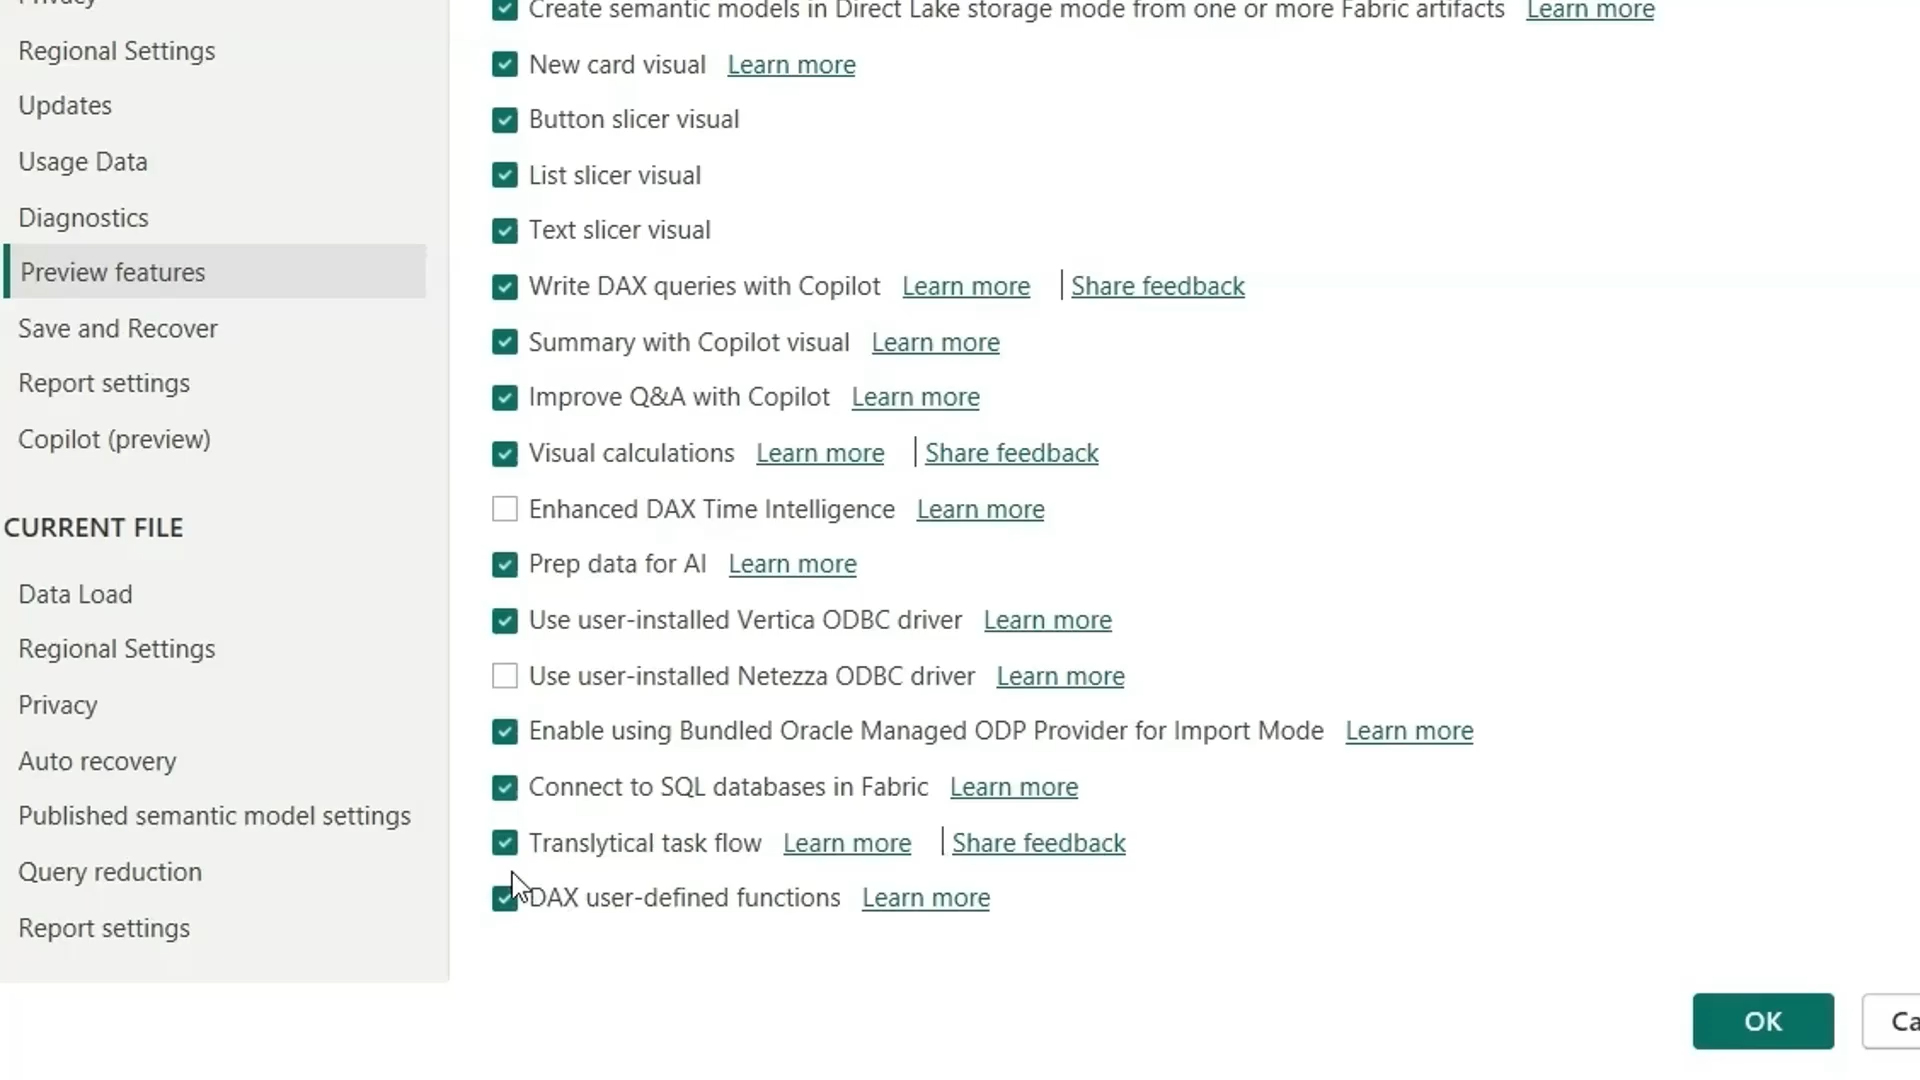 Privacy
Regional Settings
Updates
Usage Data
Diagnostics
Preview features
Save and Recover
Report settings
Copilot (preview)
CURRENT FILE
Data Load
Regional Settings
Privacy
Auto recovery
Published semantic model settings
Query reduction
Report settings
Create semantic models in Direct Lake storage mode from one or more Fabric artifacts Learn more
New card visual Learn more
Button slicer visual
List slicer visual
Text slicer visual
Write DAX queries with Copilot Learn more | Share feedback
Summary with Copilot visual Learn more
Improve Q&A with Copilot Learn more
Visual calculations Learn more | Share feedback
Enhanced DAX Time Intelligence Learn more
Prep data for AI Learn more
Use user-installed Vertica ODBC driver Learn more
Use user-installed Netezza ODBC driver Learn more
Enable using Bundled Oracle Managed ODP Provider for Import Mode Learn more
Connect to SQL databases in Fabric Learn more
Translytical task flow Learn more | Share feedback
DAX user-defined functions Learn more
OK
Ca